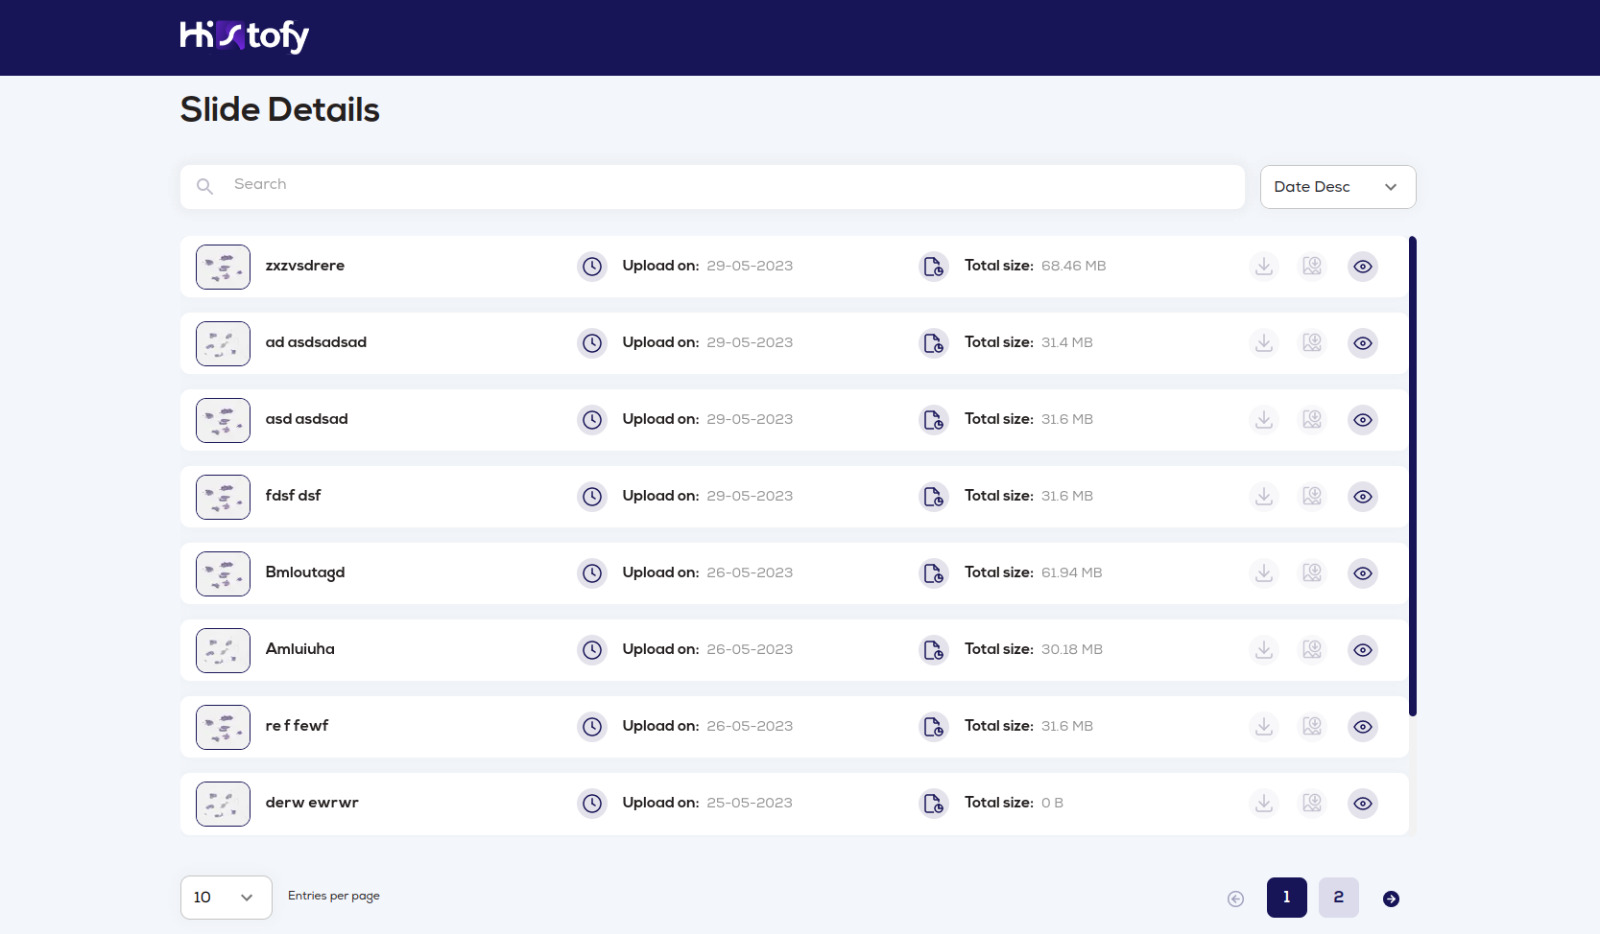 Histofy
Slide Details
Search
Date Desc
zxzvsdrere Upload on: 29-05-2023 Total size: 68.46 MB
ad asdsadsad Upload on: 29-05-2023 Total size: 31.4 MB
asd asdsad Upload on: 29-05-2023 Total size: 31.6 MB
fdsf dsf Upload on: 29-05-2023 Total size: 31.6 MB
Bmloutagd Upload on: 26-05-2023 Total size: 61.94 MB
Amluiuha Upload on: 26-05-2023 Total size: 30.18 MB
re f fewf Upload on: 26-05-2023 Total size: 31.6 MB
derw ewrwr Upload on: 25-05-2023 Total size: 0 B
10 Entries per page 1 2